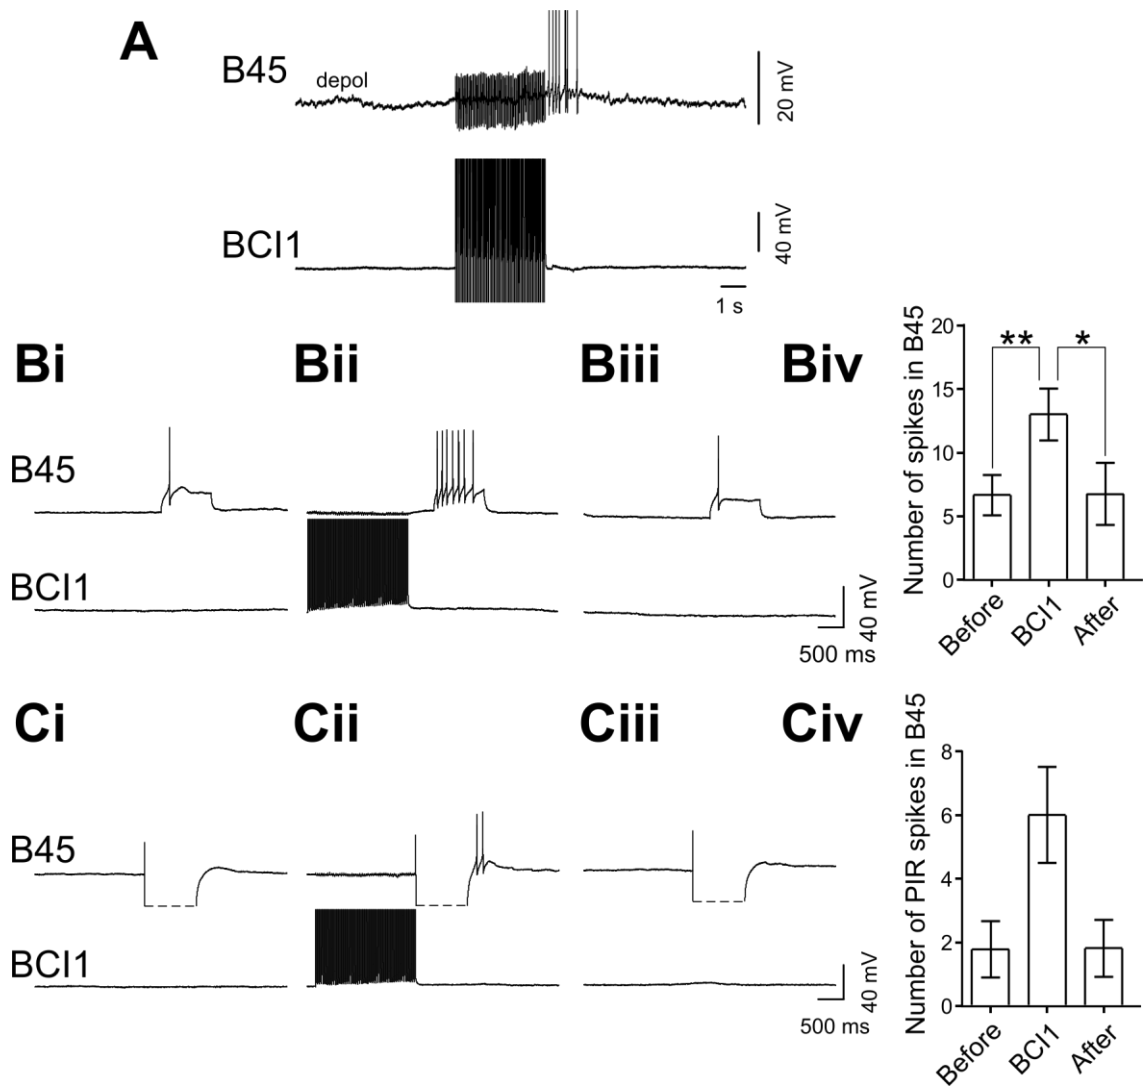 A
B45
depol
20 mV
BCI1
40 mV
1 s
Bi
Bii
Biii
Biv
B45
BCI1
40 mV
500 ms
Number of spikes in B45
20
15
10
5
0
** *
Before
BCI1
After
Ci
Cii
Ciii
Civ
B45
BCI1
40 mV
500 ms
Number of PIR spikes in B45
8
6
4
2
0
Before
BCI1
After